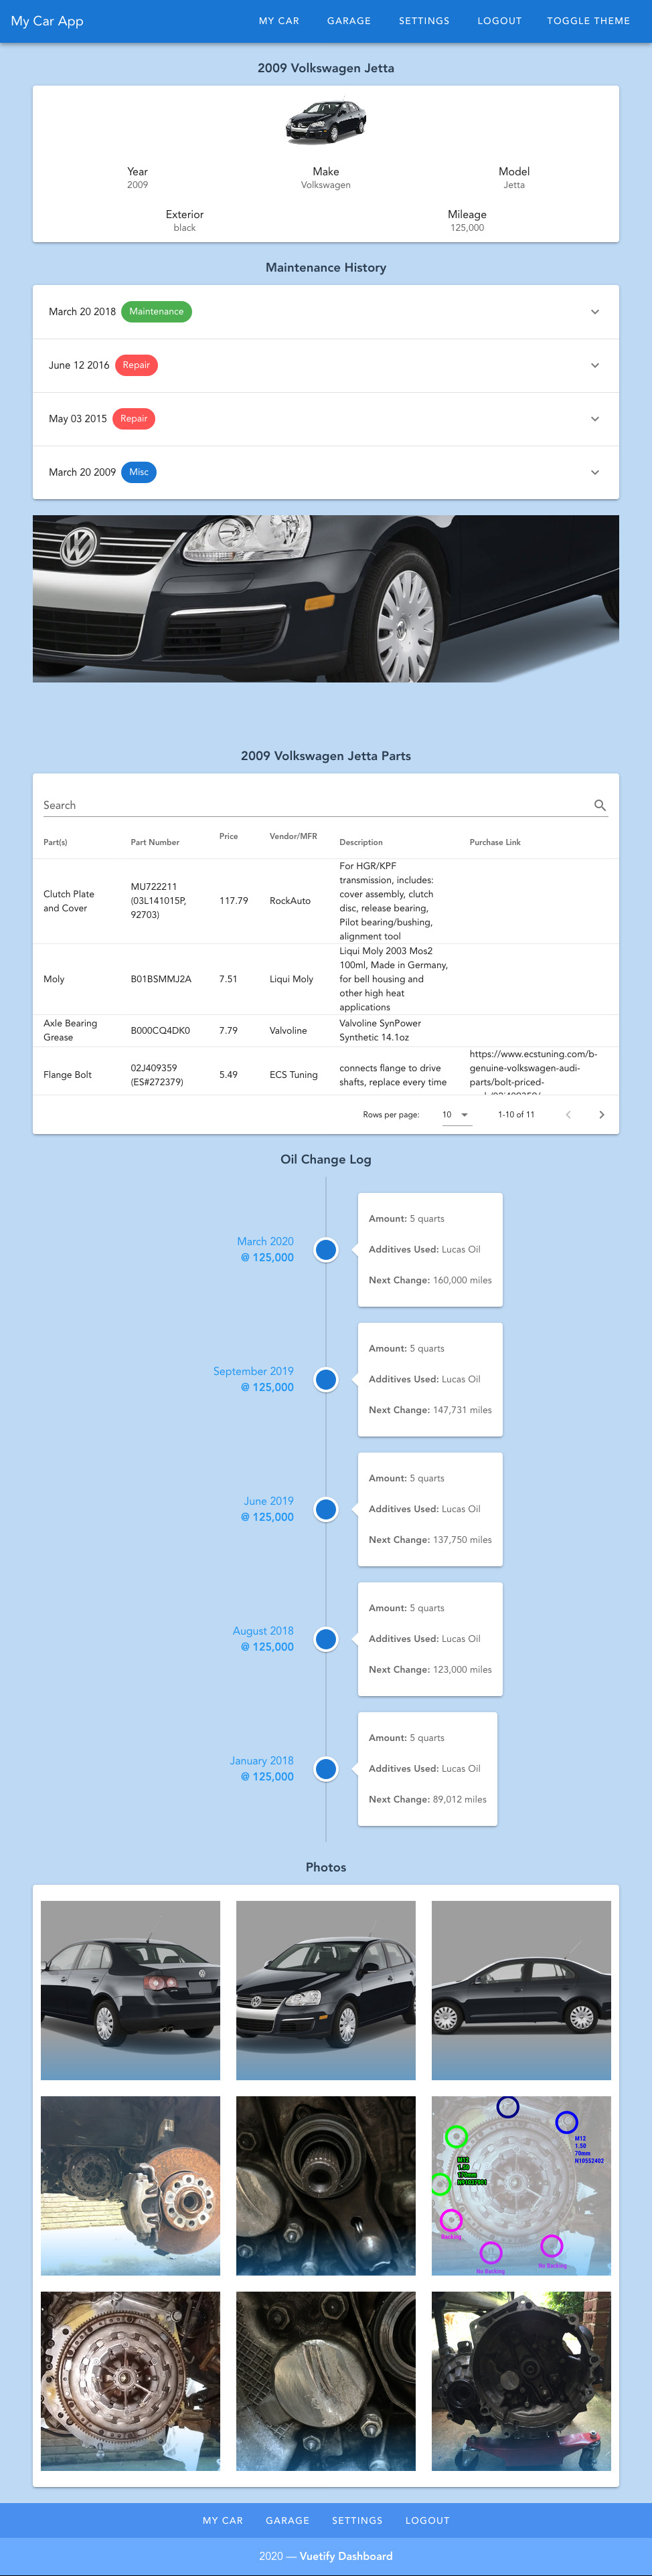 My Car App
MY CAR GARAGE SETTINGS LOGOUT TOGGLE THEME
2009 Volkswagen Jetta
Year Make Model
2009 Volkswagen Jetta
Exterior Mileage
black 125,000
Maintenance History
March 20 2018 Maintenance
June 12 2016 Repair
May 03 2015 Repair
March 20 2009 Misc
2009 Volkswagen Jetta Parts
Search
Part(s) Part Number Price Vendor/MFR Description Purchase Link
Clutch Plate
and Cover
MU722211
(03L141015P,
92703)
117.79
RockAuto
For HGR/KPF
transmission, includes:
cover assembly, clutch
disc, release bearing,
Pilot bearing/bushing,
alignment tool
Moly
B01BSMMJ2A
7.51
Liqui Moly
Liqui Moly 2003 Mos2
100ml, Made in Germany,
for bell housing and
other high heat
applications
Axle Bearing
Grease
B000CQ4DK0
7.79
Valvoline
Valvoline SynPower
Synthetic 14.1oz
Flange Bolt
02J409359
(ES#272379)
5.49
ECS Tuning
connects flange to drive
shafts, replace every time
https://www.ecstuning.com/b-
genuine-volkswagen-audi-
parts/bolt-priced-
Rows per page: 10 1-10 of 11
Oil Change Log
March 2020
@ 125,000
Amount: 5 quarts
Additives Used: Lucas Oil
Next Change: 160,000 miles
September 2019
@ 125,000
Amount: 5 quarts
Additives Used: Lucas Oil
Next Change: 147,731 miles
June 2019
@ 125,000
Amount: 5 quarts
Additives Used: Lucas Oil
Next Change: 137,750 miles
August 2018
@ 125,000
Amount: 5 quarts
Additives Used: Lucas Oil
Next Change: 123,000 miles
January 2018
@ 125,000
Amount: 5 quarts
Additives Used: Lucas Oil
Next Change: 89,012 miles
Photos
M12
1.50
70mm
N10552402
M12
1.50
Backing
No Backing
No Backing
MY CAR GARAGE SETTINGS LOGOUT
2020 — Vuetify Dashboard